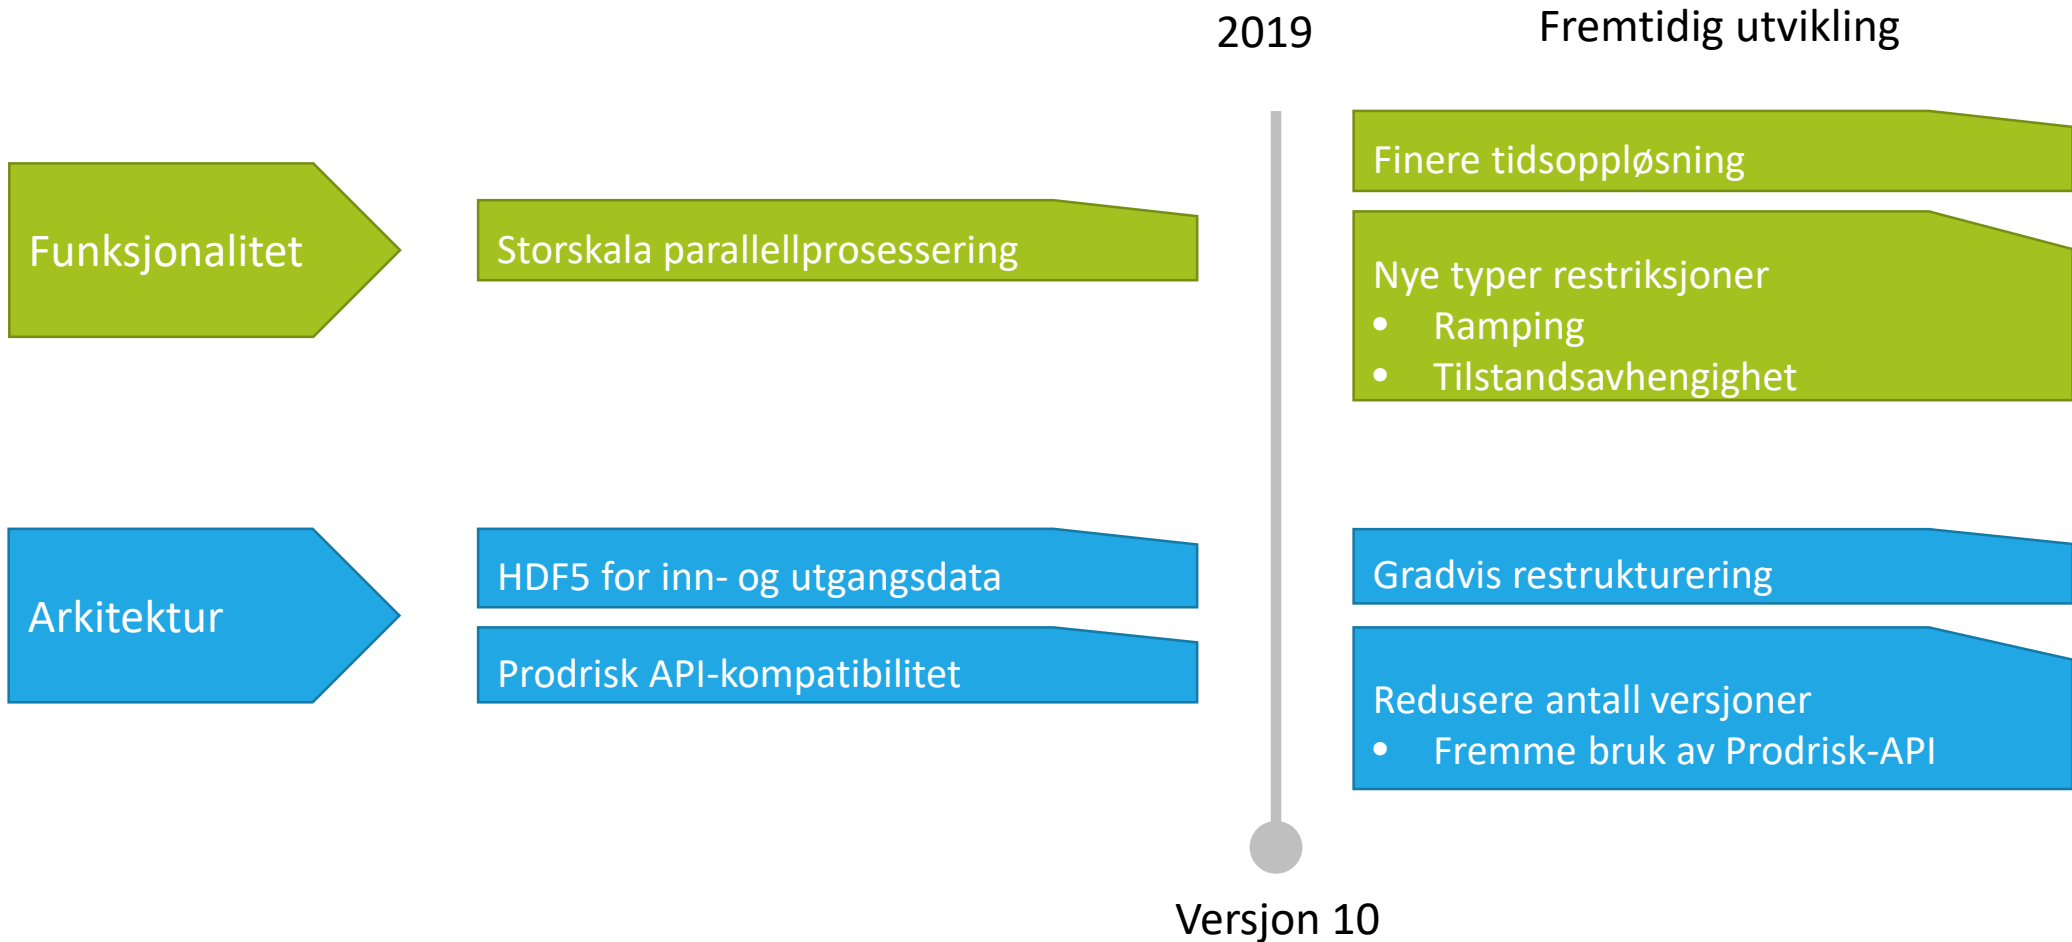 2019
Fremtidig utvikling
Funksjonalitet
Storskala parallellprosessering
Finere tidsoppløsning
Nye typer restriksjoner
• Ramping
• Tilstandsavhengighet
Arkitektur
HDF5 for inn- og utgangsdata
Prodrisk API-kompatibilitet
Gradvis restrukturering
Redusere antall versjoner
• Fremme bruk av Prodrisk-API
Versjon 10